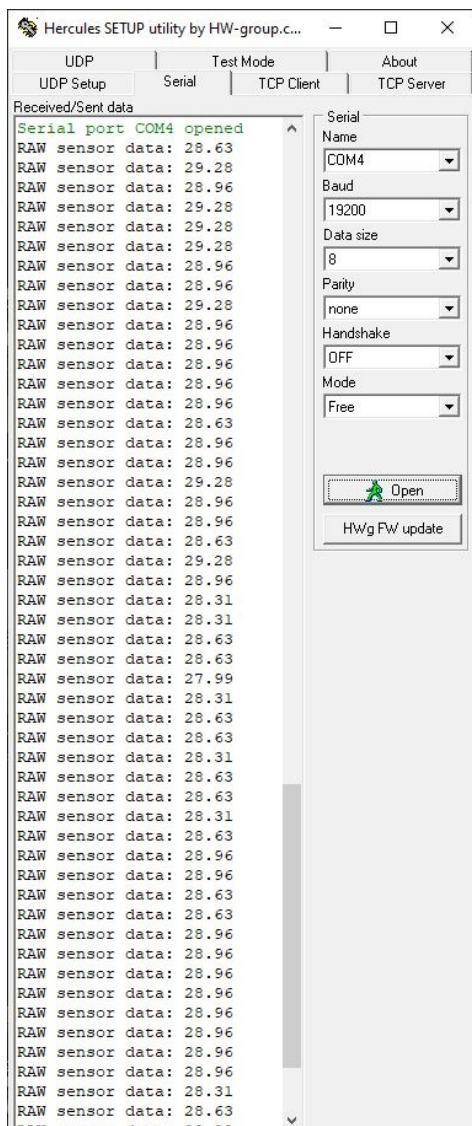 Hercules SETUP utility by HW-group.c...
UDP
Test Mode
About
UDP Setup
Serial
TCP Client
TCP Server
Received/Sent data
Serial port COM4 opened
RAW sensor data: 28.63
RAW sensor data: 29.28
RAW sensor data: 28.96
RAW sensor data: 29.28
RAW sensor data: 29.28
RAW sensor data: 29.28
RAW sensor data: 28.96
RAW sensor data: 28.96
RAW sensor data: 29.28
RAW sensor data: 28.96
RAW sensor data: 28.96
RAW sensor data: 28.96
RAW sensor data: 28.96
RAW sensor data: 28.96
RAW sensor data: 28.63
RAW sensor data: 28.96
RAW sensor data: 28.96
RAW sensor data: 29.28
RAW sensor data: 28.96
RAW sensor data: 28.96
RAW sensor data: 28.63
RAW sensor data: 29.28
RAW sensor data: 28.96
RAW sensor data: 28.31
RAW sensor data: 28.31
RAW sensor data: 28.63
RAW sensor data: 28.63
RAW sensor data: 27.99
RAW sensor data: 28.31
RAW sensor data: 28.63
RAW sensor data: 28.63
RAW sensor data: 28.31
RAW sensor data: 28.63
RAW sensor data: 28.63
RAW sensor data: 28.31
RAW sensor data: 28.63
RAW sensor data: 28.96
RAW sensor data: 28.96
RAW sensor data: 28.63
RAW sensor data: 28.63
RAW sensor data: 28.96
RAW sensor data: 28.96
RAW sensor data: 28.96
RAW sensor data: 28.96
RAW sensor data: 28.96
RAW sensor data: 28.96
RAW sensor data: 28.96
RAW sensor data: 28.96
RAW sensor data: 28.31
RAW sensor data: 28.63
Serial
Name
COM4
Baud
19200
Data size
8
Parity
none
Handshake
OFF
Mode
Free
Open
HWg FW update